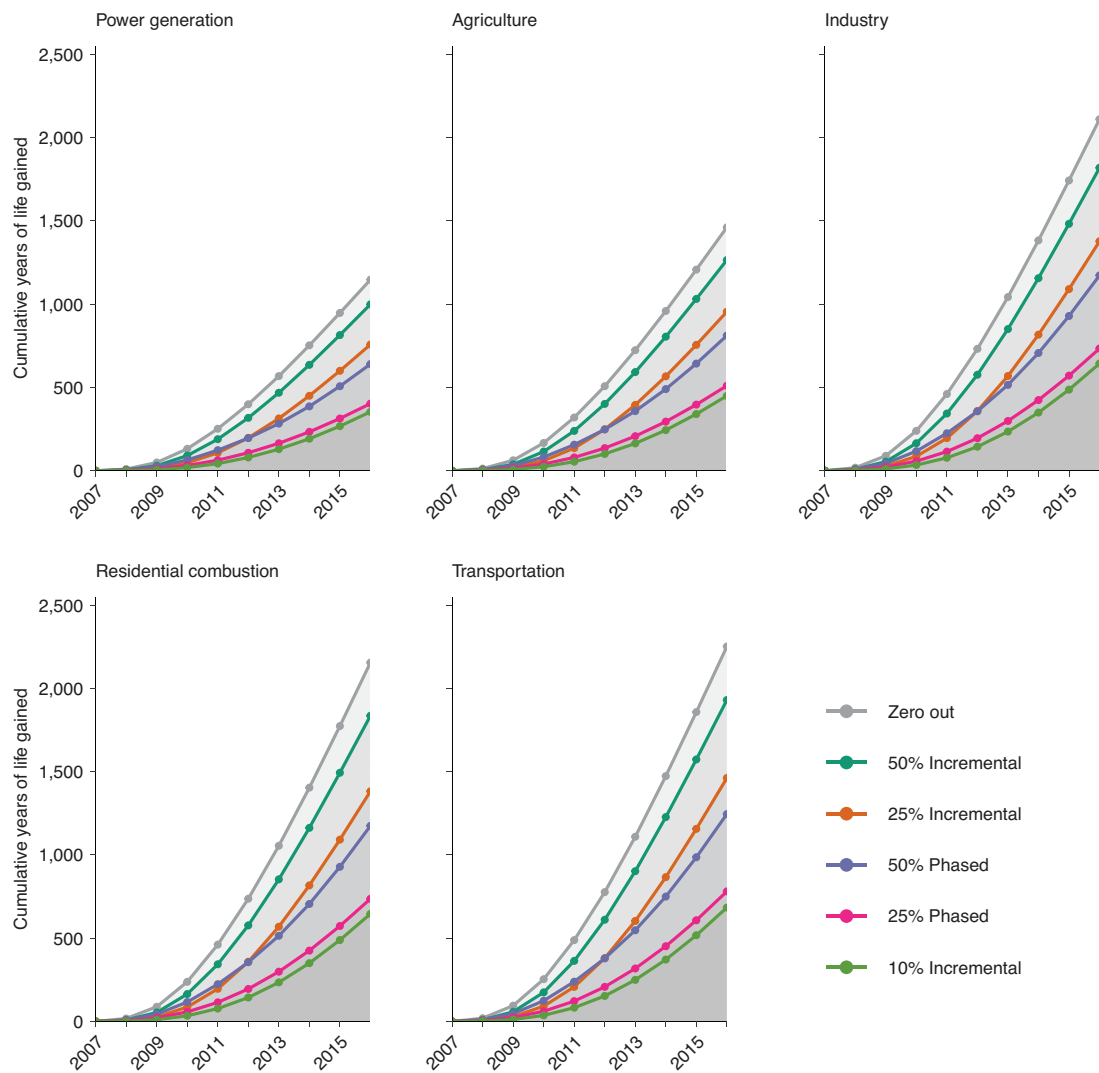 Power generation
Agriculture
Industry
Cumulative years of life gained
2,500
2,000
1,500
1,000
500
0
2007
2009
2011
2013
2015
2007
2009
2011
2013
2015
2007
2009
2011
2013
2015
Residential combustion
Transportation
Cumulative years of life gained
2,500
2,000
1,500
1,000
500
0
2007
2009
2011
2013
2015
2007
2009
2011
2013
2015
Zero out
50% Incremental
25% Incremental
50% Phased
25% Phased
10% Incremental